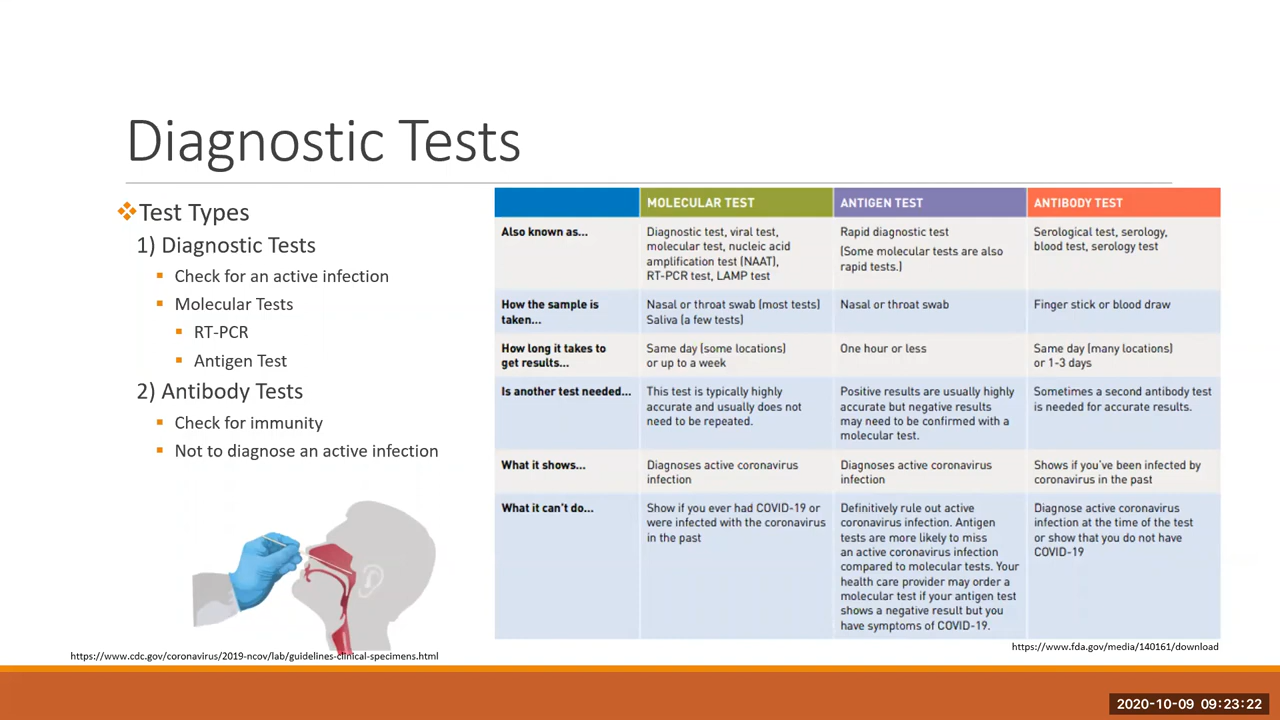 Diagnostic Tests
❖Test Types
1) Diagnostic Tests
▪ Check for an active infection
▪ Molecular Tests
▪ RT-PCR
▪ Antigen Test
2) Antibody Tests
▪ Check for immunity
▪ Not to diagnose an active infection
https://www.cdc.gov/coronavirus/2019-ncov/lab/guidelines-clinical-specimens.html
MOLECULAR TEST
ANTIGEN TEST
ANTIBODY TEST
Also known as...
Diagnostic test, viral test,
molecular test, nucleic acid
amplification test (NAAT),
RT-PCR test, LAMP test
Rapid diagnostic test
(Some molecular tests are also
rapid tests.)
Serological test, serology,
blood test, serology test
How the sample is
taken...
Nasal or throat swab (most tests)
Saliva (a few tests)
Nasal or throat swab
Finger stick or blood draw
How long it takes to
get results...
Same day (some locations)
or up to a week
One hour or less
Same day (many locations)
or 1-3 days
Is another test needed...
This test is typically highly
accurate and usually does not
need to be repeated.
Positive results are usually highly
accurate but negative results
may need to be confirmed with a
molecular test.
Sometimes a second antibody test
is needed for accurate results.
What it shows...
Diagnoses active coronavirus
infection
Diagnoses active coronavirus
infection
Shows if you've been infected by
coronavirus in the past
What it can't do...
Show if you ever had COVID-19 or
were infected with the coronavirus
in the past
Definitively rule out active
coronavirus infection. Antigen
tests are more likely to miss
an active coronavirus infection
compared to molecular tests. Your
health care provider may order a
molecular test if your antigen test
shows a negative result but you
have symptoms of COVID-19.
Diagnose active coronavirus
infection at the time of the test
or show that you do not have
COVID-19
https://www.fda.gov/media/140161/download
2020-10-09 09:23:22